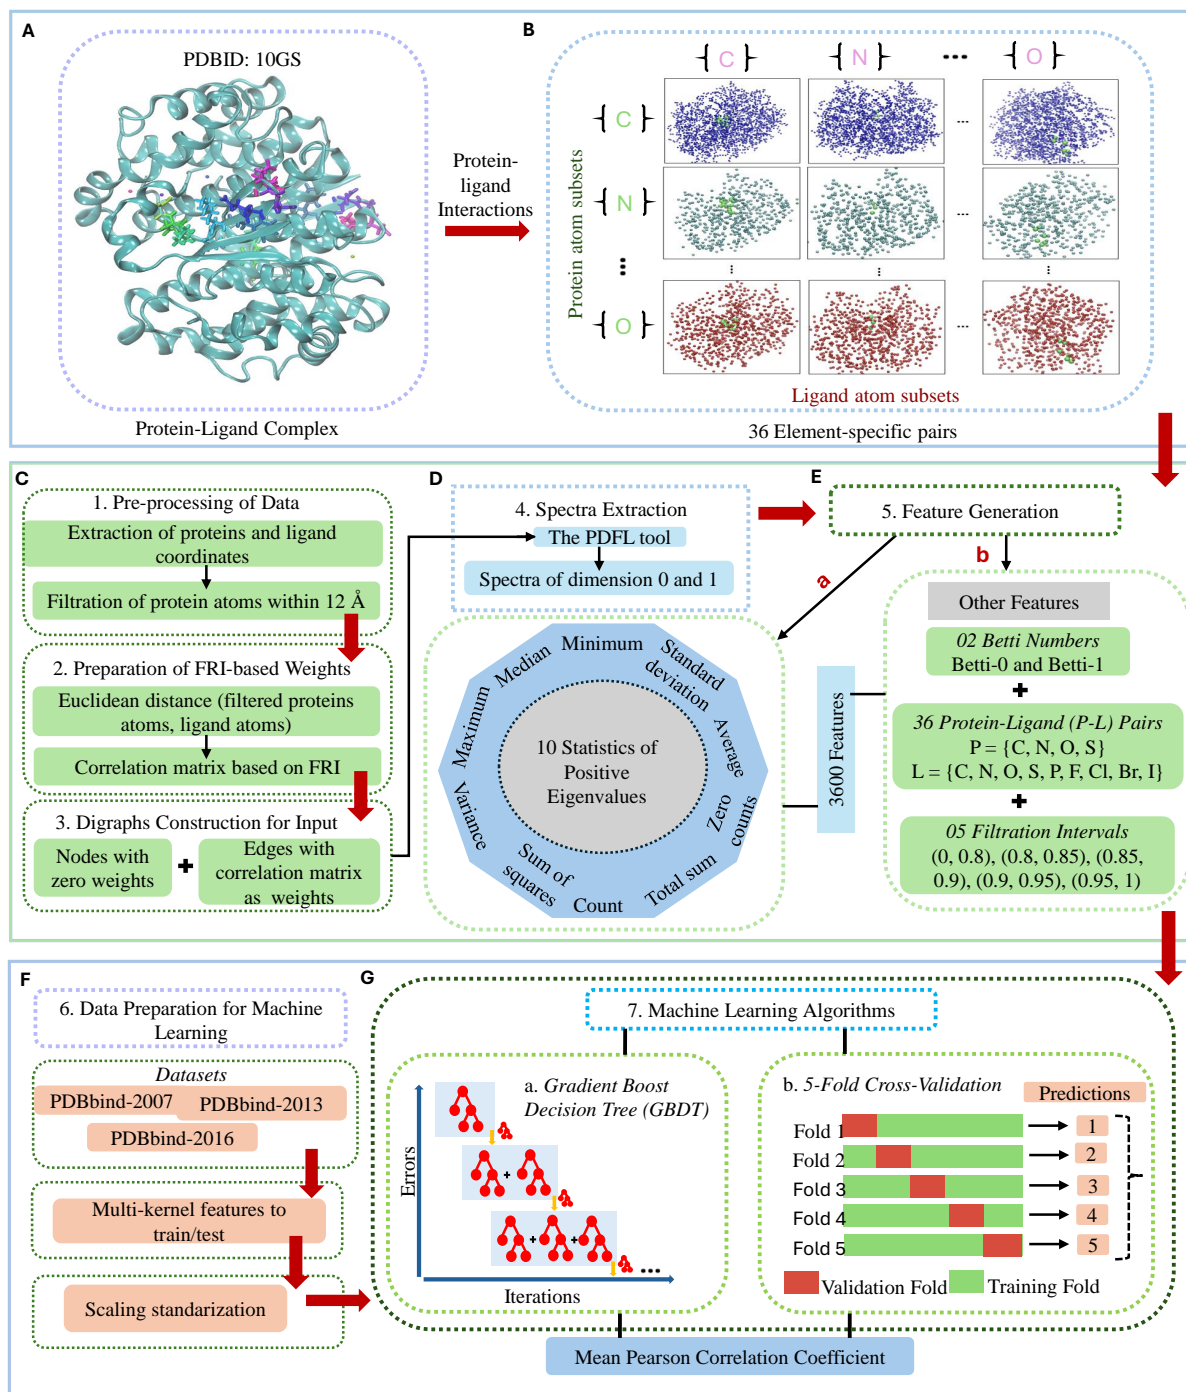 A
PDBID: 10GS
Protein-Ligand Complex
Protein-
ligand
Interactions
B
{ C } { N } ••• { O }
Protein atom subsets
{ C }
...
{ N }
...
...
... ... ...
{ O }
...
Ligand atom subsets
36 Element-specific pairs
C
1. Pre-processing of Data
Extraction of proteins and ligand
coordinates
Filtration of protein atoms within 12 Å
2. Preparation of FRI-based Weights
Euclidean distance (filtered proteins
atoms, ligand atoms)
Correlation matrix based on FRI
3. Digraphs Construction for Input
Nodes with
zero weights
+
Edges with
correlation matrix
as weights
D
4. Spectra Extraction
The PDFL tool
Spectra of dimension 0 and 1
Minimum
Standard
deviation
Average
Zero
counts
Total sum
Count
Sum of
squares
Variance
Maximum
Median
10 Statistics of
Positive
Eigenvalues
E
5. Feature Generation
a
b
3600 Features
Other Features
02 Betti Numbers
Betti-0 and Betti-1
+
36 Protein-Ligand (P-L) Pairs
P = {C, N, O, S}
L = {C, N, O, S, P, F, Cl, Br, I}
+
05 Filtration Intervals
(0, 0.8), (0.8, 0.85), (0.85,
0.9), (0.9, 0.95), (0.95, 1)
F
6. Data Preparation for Machine
Learning
Datasets
PDBbind-2007
PDBbind-2013
PDBbind-2016
Multi-kernel features to
train/test
Scaling standarization
G
7. Machine Learning Algorithms
a. Gradient Boost
Decision Tree (GBDT)
Errors
+
+ +
....
Iterations
b. 5-Fold Cross-Validation
Predictions
Fold 1
1
Fold 2
2
Fold 3
3
Fold 4
4
Fold 5
5
Validation Fold
Training Fold
Mean Pearson Correlation Coefficient